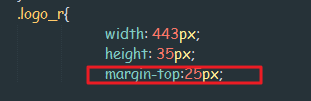 .logo_r{
width: 443px;
height: 35px;
margin-top:25px;